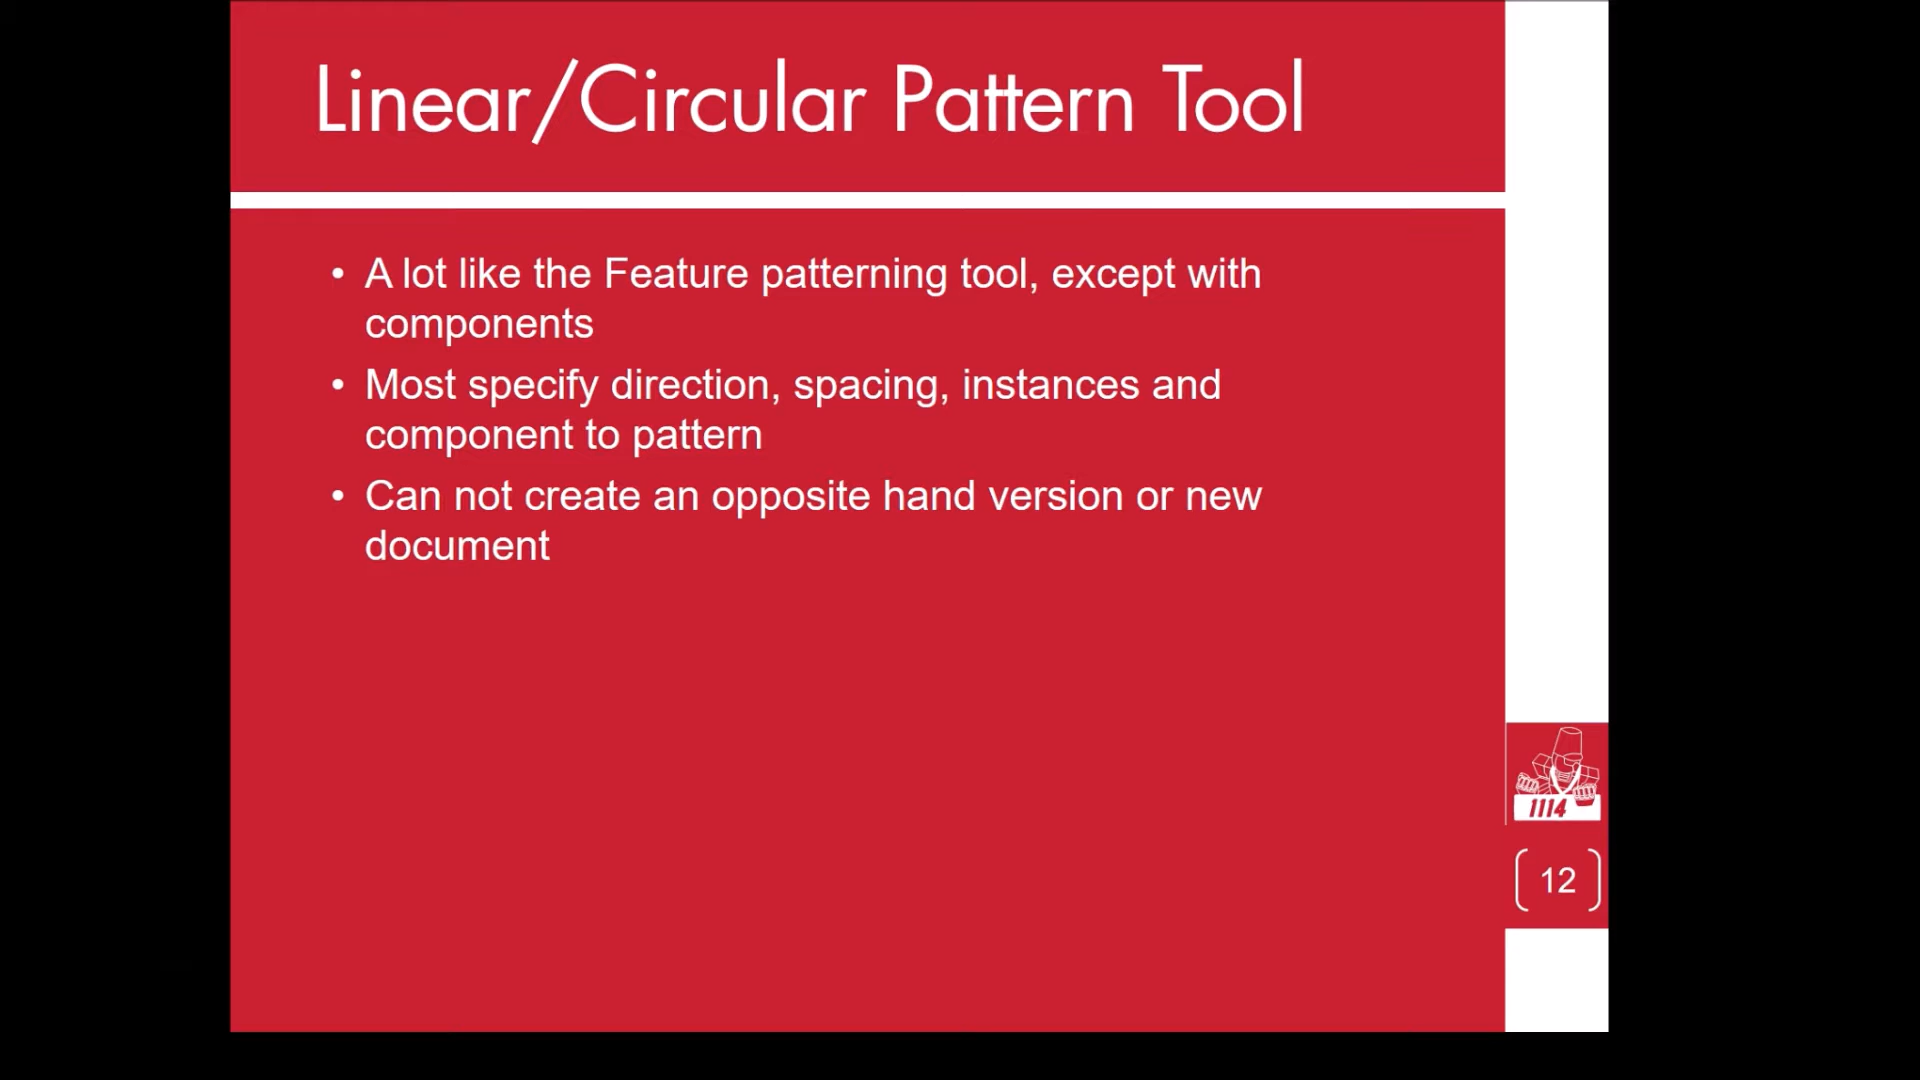 Linear/Circular Pattern Tool
• A lot like the Feature patterning tool, except with
components
• Most specify direction, spacing, instances and
component to pattern
• Can not create an opposite hand version or new
document
1114
12